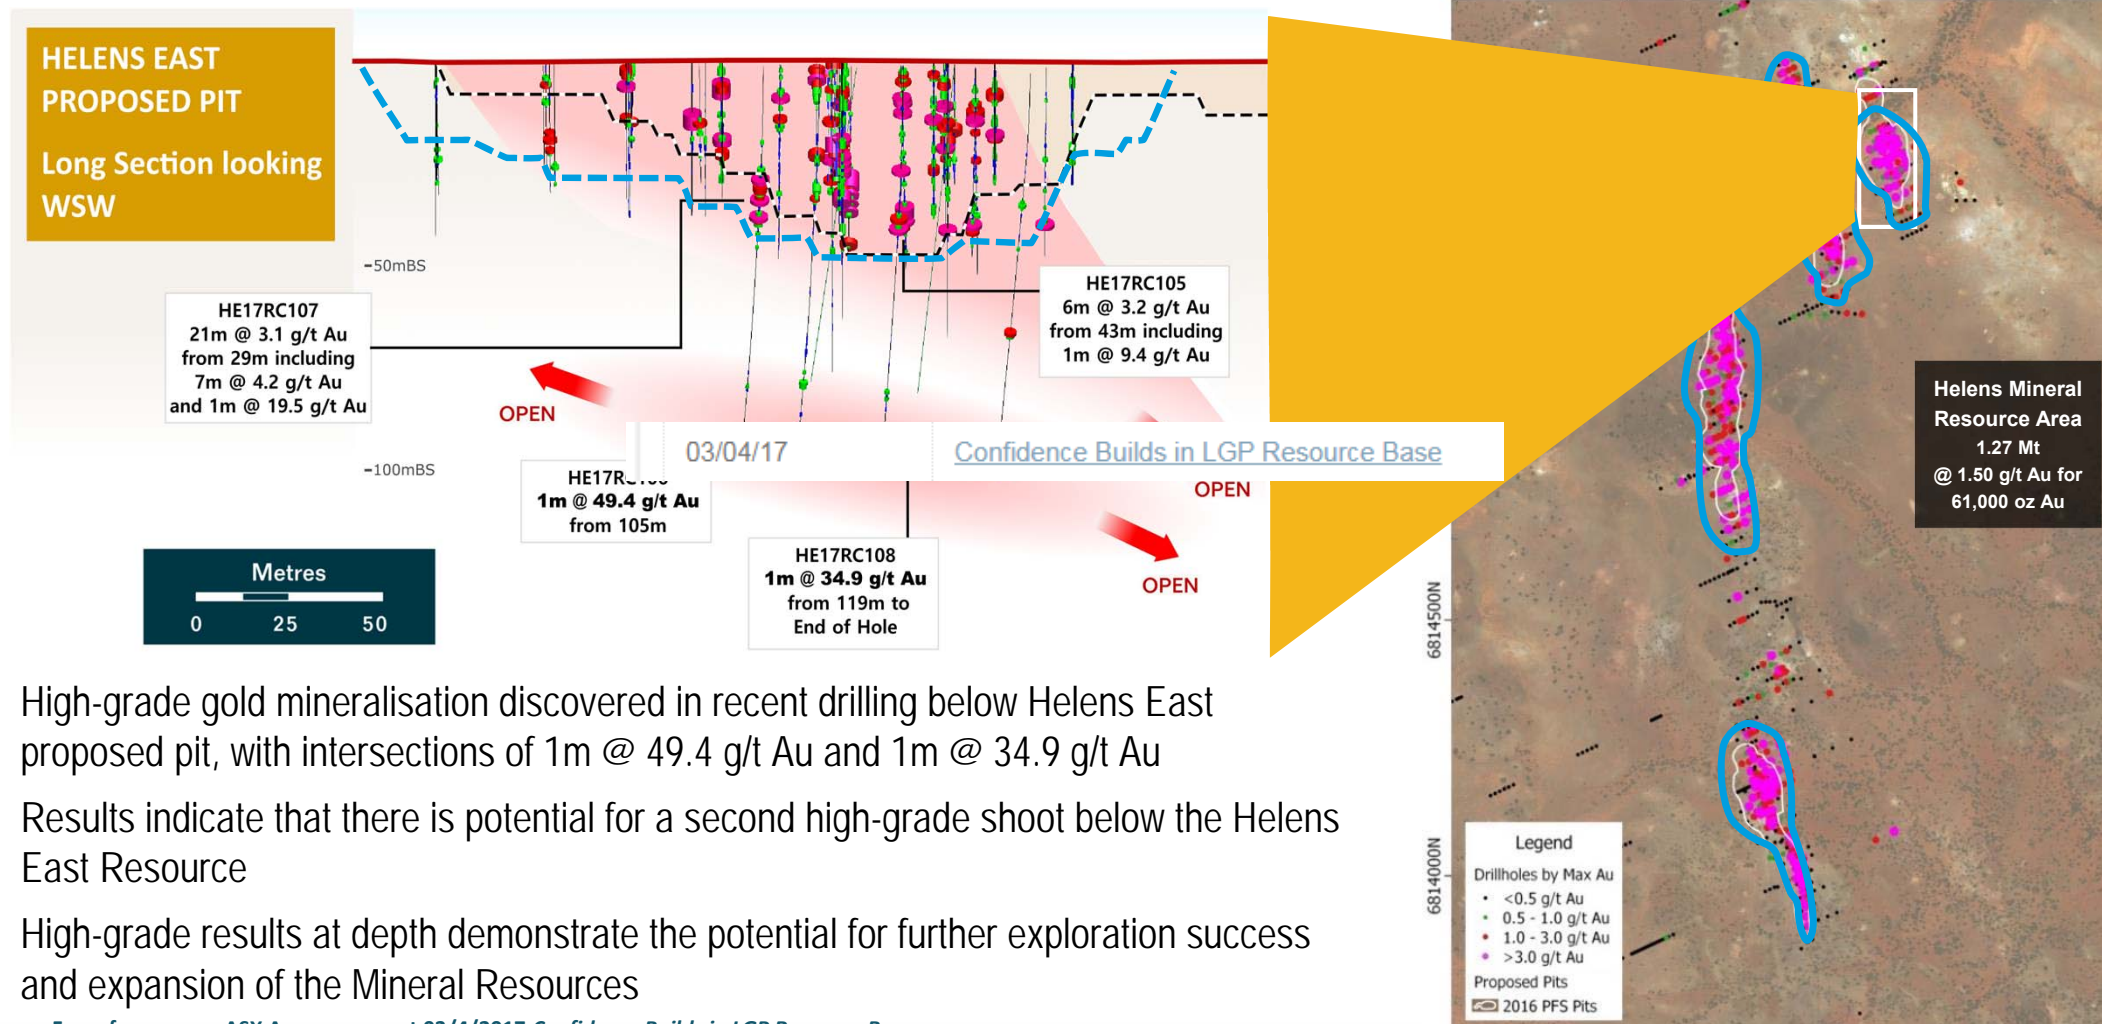 HELENS EAST
PROPOSED PIT
Long Section looking
WSW
-50mBS
HE17RC107
21m @ 3.1 g/t Au
from 29m including
7m @ 4.2 g/t Au
and 1m @ 19.5 g/t Au
HE17RC105
6m @ 3.2 g/t Au
from 43m including
1m @ 9.4 g/t Au
OPEN
03/04/17
Confidence Builds in LGP Resource Base
-100mBS
1m @ 49.4 g/t Au
from 105m
OPEN
HE17RC108
1m @ 34.9 g/t Au
from 119m to
End of Hole
OPEN
Metres
0 25 50
Helens Mineral
Resource Area
1.27 Mt
@ 1.50 g/t Au for
61,000 oz Au
6814500N
6814000N
Legend
Drillholes by Max Au
<0.5 g/t Au
0.5 - 1.0 g/t Au
1.0 - 3.0 g/t Au
>3.0 g/t Au
Proposed Pits
2016 PFS Pits
High-grade gold mineralisation discovered in recent drilling below Helens East
proposed pit, with intersections of 1m @ 49.4 g/t Au and 1m @ 34.9 g/t Au
Results indicate that there is potential for a second high-grade shoot below the Helens
East Resource
High-grade results at depth demonstrate the potential for further exploration success
and expansion of the Mineral Resources